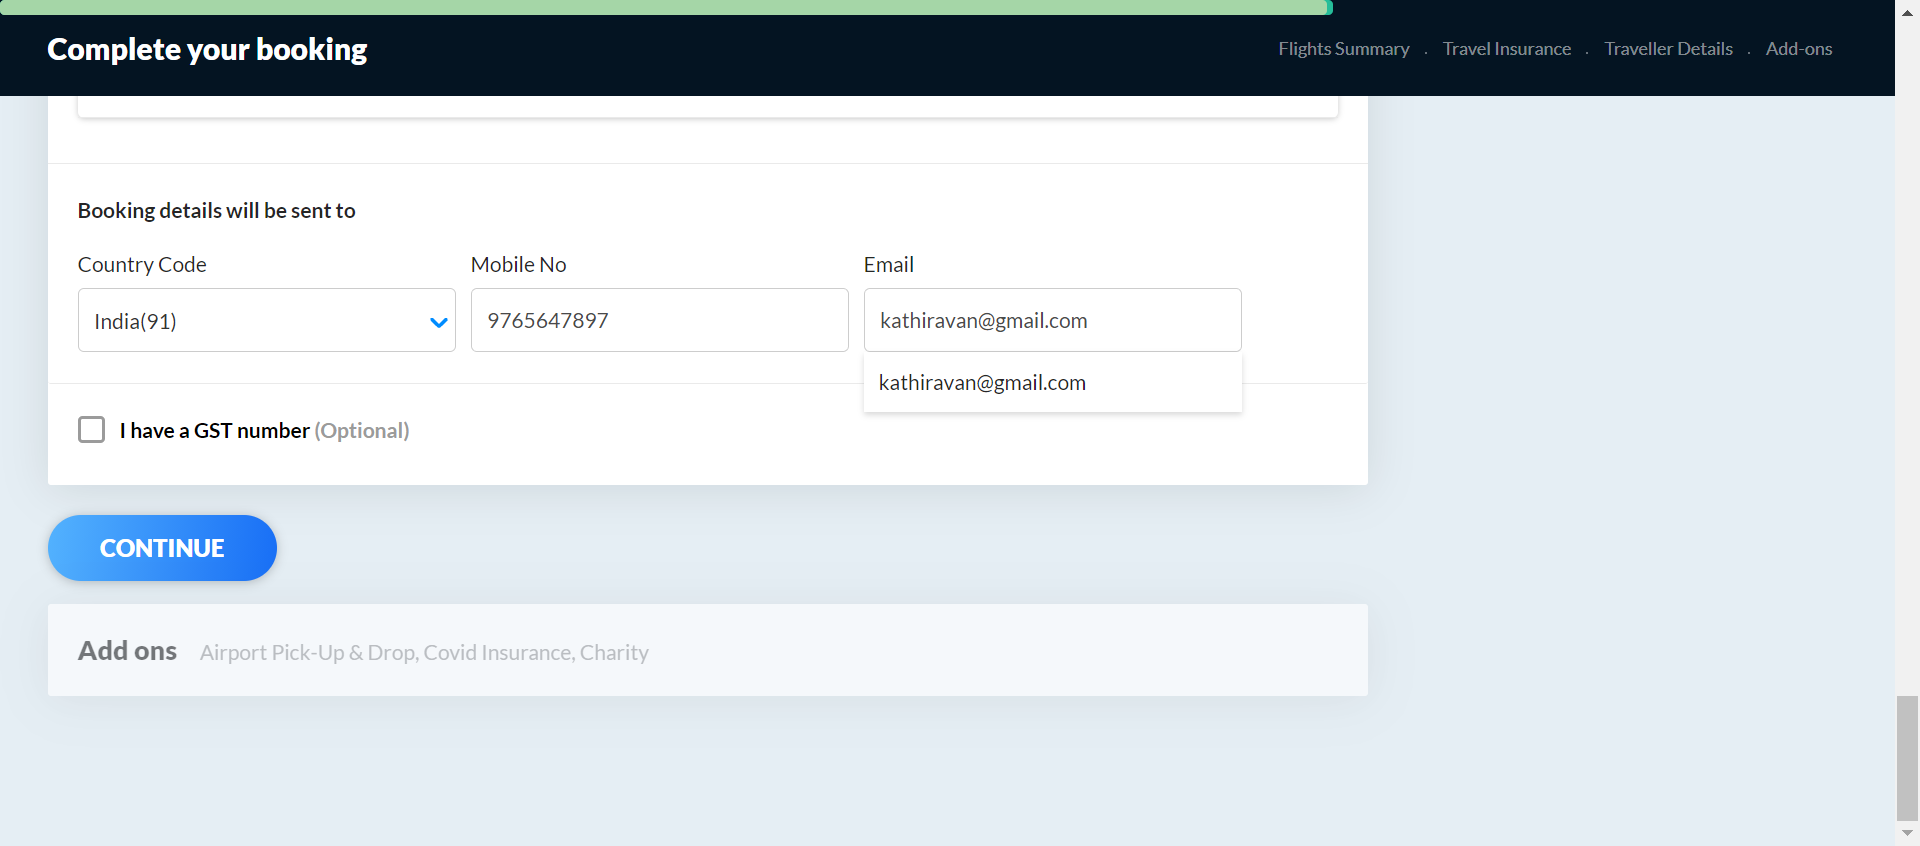 Complete your booking
Flights Summary . Travel Insurance . Traveller Details . Add-ons
Booking details will be sent to
Country Code Mobile No Email
India(91) 9765647897 kathiravan@gmail.com
kathiravan@gmail.com
I have a GST number (Optional)
CONTINUE
Add ons Airport Pick-Up & Drop, Covid Insurance, Charity